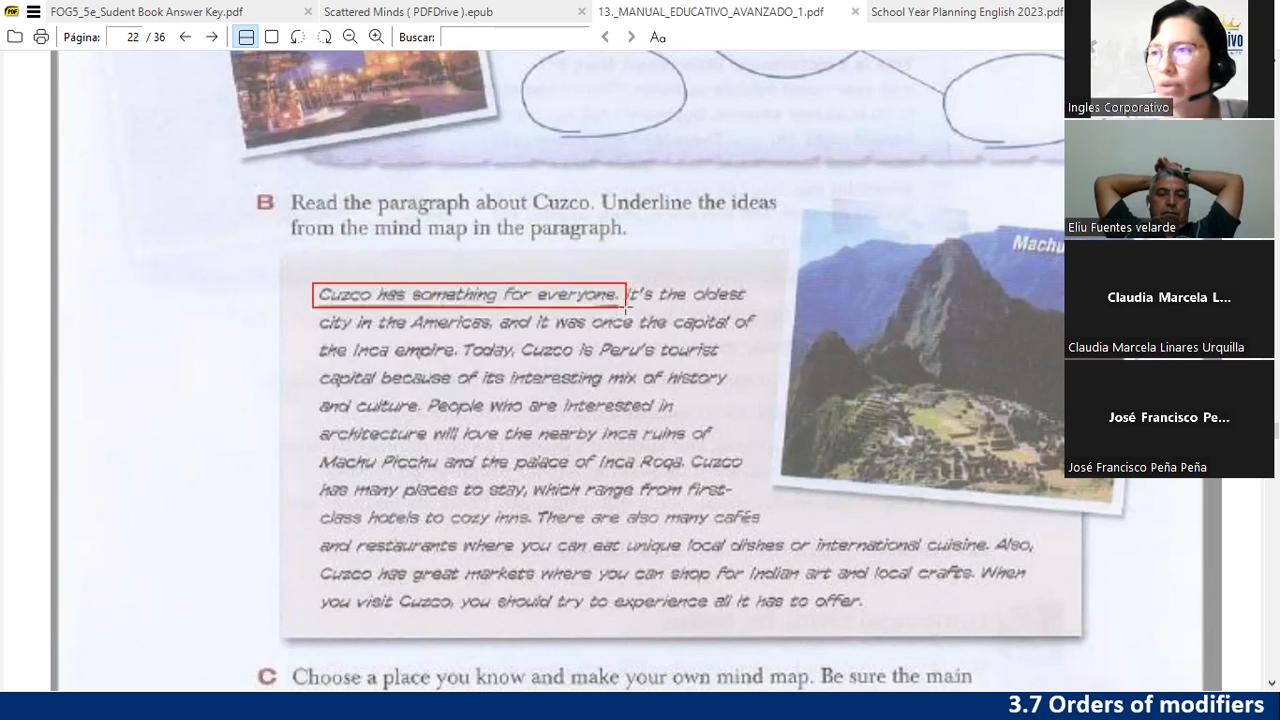 FOG5_5e_Sudent Book Answer Key.pdf
Scattered Minds ( PDFDrive ).epub
13._MANUAL_EDUCATIVO_AVANZADO_1.pdf
School Year Planning English 2023.pdf
Página: 22 / 36
Buscar:
B Read the paragraph about Cuzco. Underline the ideas
from the mind map in the paragraph.
Machu
Cuzco has something for everyone. It's the oldest
city in the Americas, and it was once the capital of
the Inca empire. Today, Cuzco is Peru's tourist
capital because of its interesting mix of history
and culture. People who are interested in
architecture will love the nearby Inca ruins of
Machu Picchu and the palace of Inca Roqa. Cuzco
has many places to stay, which range from first-
class hotels to cozy inns. There are also many cafés
and restaurants where you can eat unique local dishes or international cuisine. Also,
Cuzco has great markets where you can shop for Indian art and local crafts. When
you visit Cuzco, you should try to experience all it has to offer.
C Choose a place you know and make your own mind map. Be sure the main
Ingles Corporativo
Eliu Fuentes velarde
Claudia Marcela L...
Claudia Marcela Linares Urquilla
José Francisco Pe...
José Francisco Peña Peña
3.7 Orders of modifiers